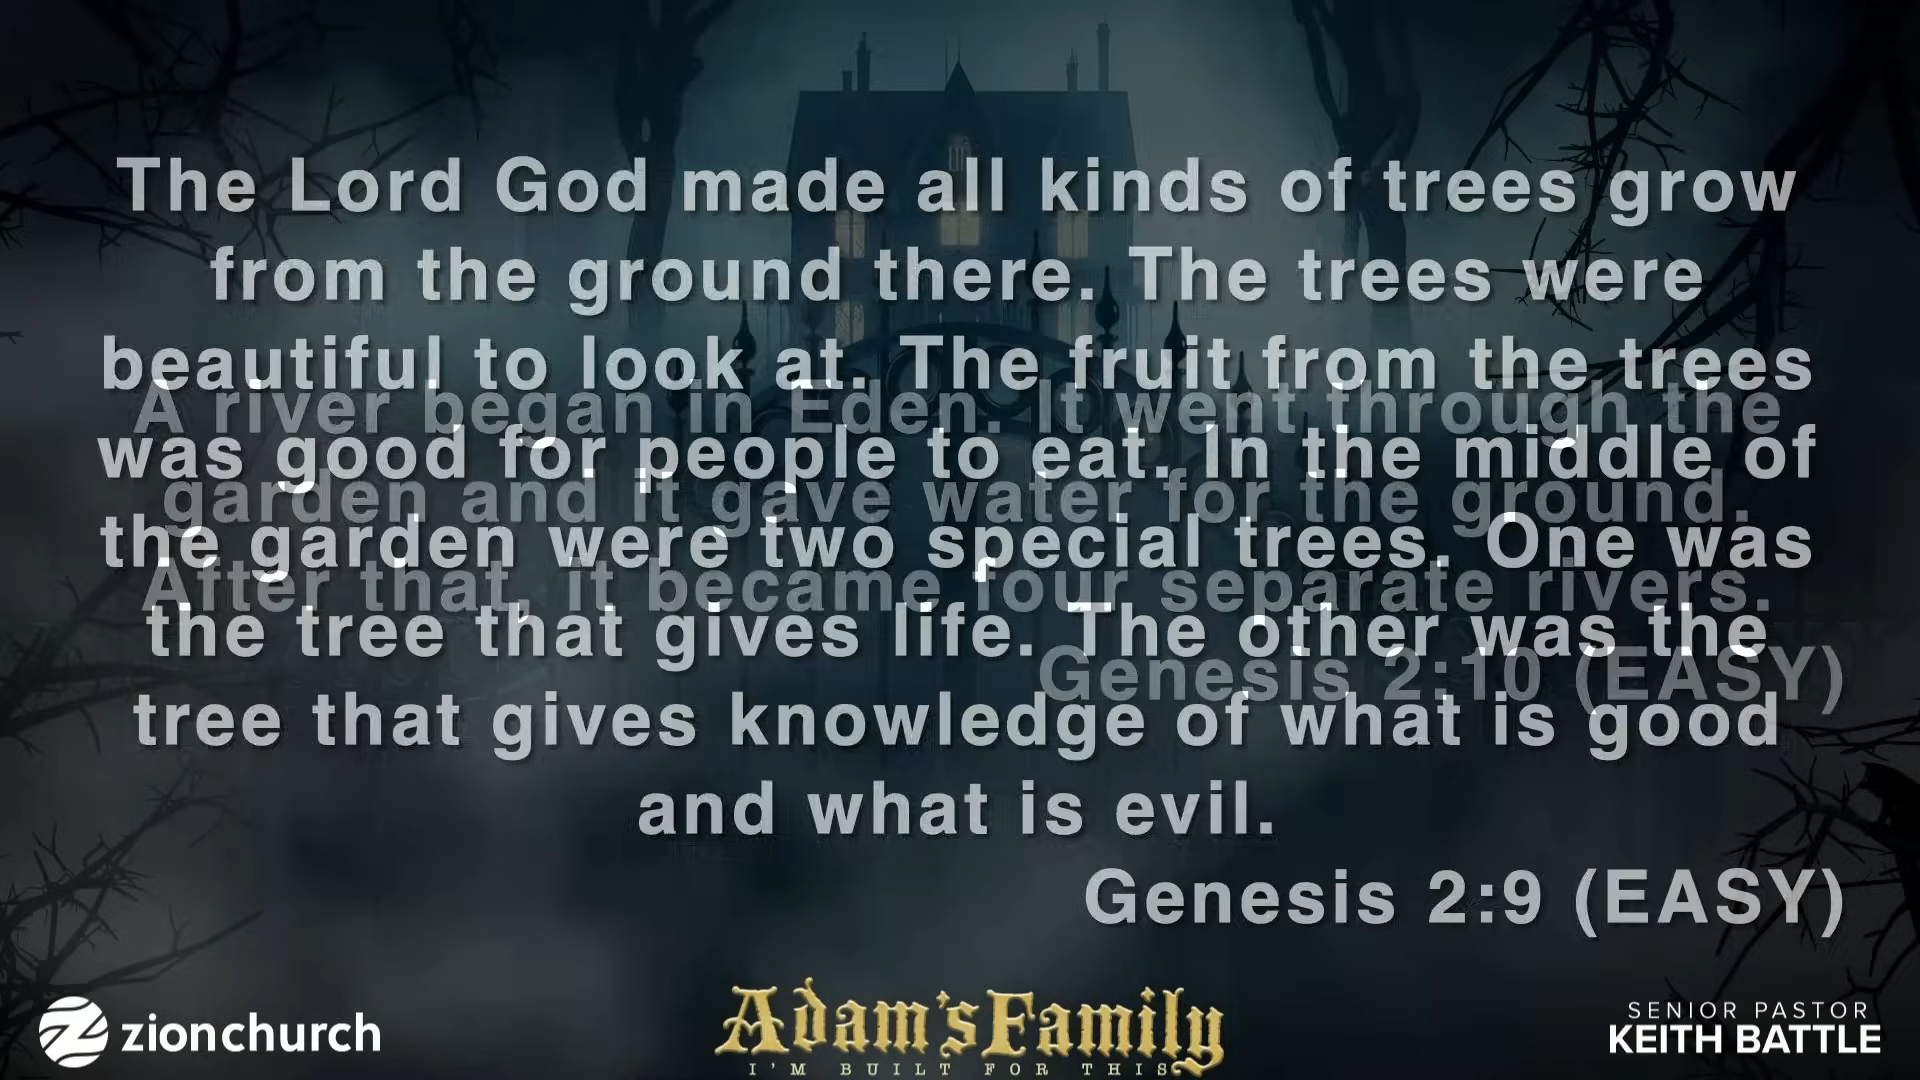 The Lord God made all kinds of trees grow
from the ground there. The trees were
beautiful to look at. The fruit from the trees
was good for people to eat. In the middle of
the garden were two special trees. One was
the tree that gives life. The other was the
tree that gives knowledge of what is good
and what is evil.
Genesis 2:9 (EASY)
A river began in Eden. It went through the
garden and it gave water for the ground.
After that, it became four separate rivers.
Genesis 2:10 (EASY)
zionchurch
Adam's Family
I'M BUILT FOR THIS
SENIOR PASTOR
KEITH BATTLE